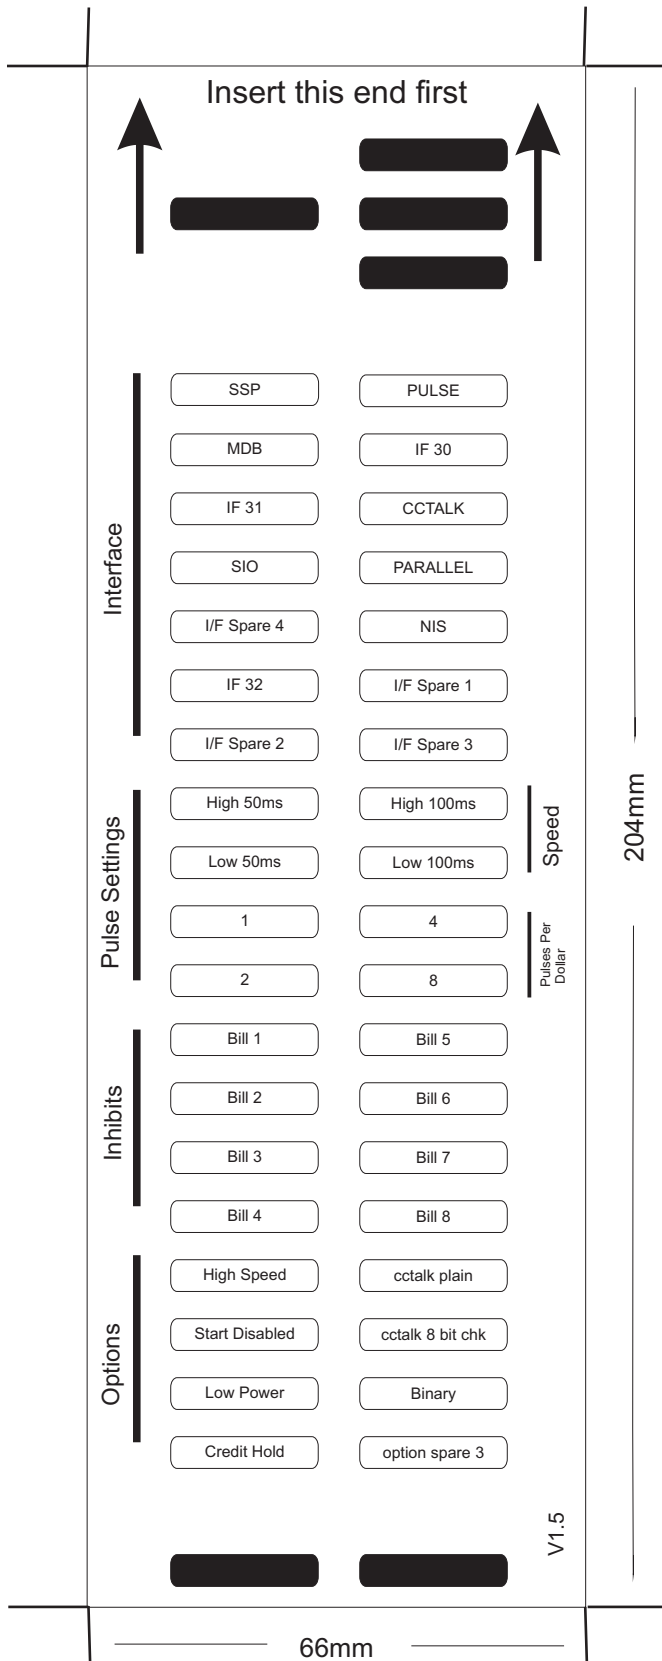 Insert this end first
Interface
SSP
PULSE
MDB
IF 30
IF 31
CCTALK
SIO
PARALLEL
I/F Spare 4
NIS
IF 32
I/F Spare 1
I/F Spare 2
I/F Spare 3
Pulse Settings
High 50ms
High 100ms
Speed
Low 50ms
Low 100ms
1
4
Pulses Per
Dollar
2
8
Inhibits
Bill 1
Bill 5
Bill 2
Bill 6
Bill 3
Bill 7
Bill 4
Bill 8
Options
High Speed
cctalk plain
Start Disabled
cctalk 8 bit chk
Low Power
Binary
Credit Hold
option spare 3
V1.5
204mm
66mm